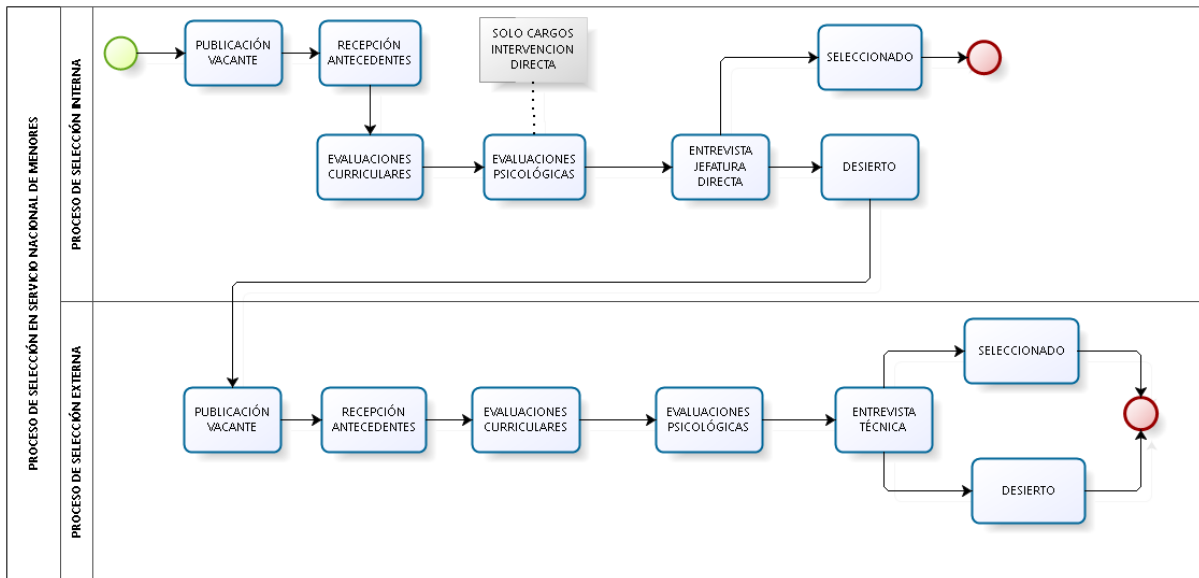 PROCESO DE SELECCIÓN EN SERVICIO NACIONAL DE MENORES
PROCESO DE SELECCIÓN INTERNA
PUBLICACIÓN
VACANTE
RECEPCIÓN
ANTECEDENTES
SOLO CARGOS
INTERVENCION
DIRECTA
SELECCIONADO
EVALUACIONES
CURRICULARES
EVALUACIONES
PSICOLÓGICAS
ENTREVISTA
JEFATURA
DIRECTA
DESIERTO
PROCESO DE SELECCIÓN EXTERNA
PUBLICACIÓN
VACANTE
RECEPCIÓN
ANTECEDENTES
EVALUACIONES
CURRICULARES
EVALUACIONES
PSICOLÓGICAS
ENTREVISTA
TÉCNICA
SELECCIONADO
DESIERTO